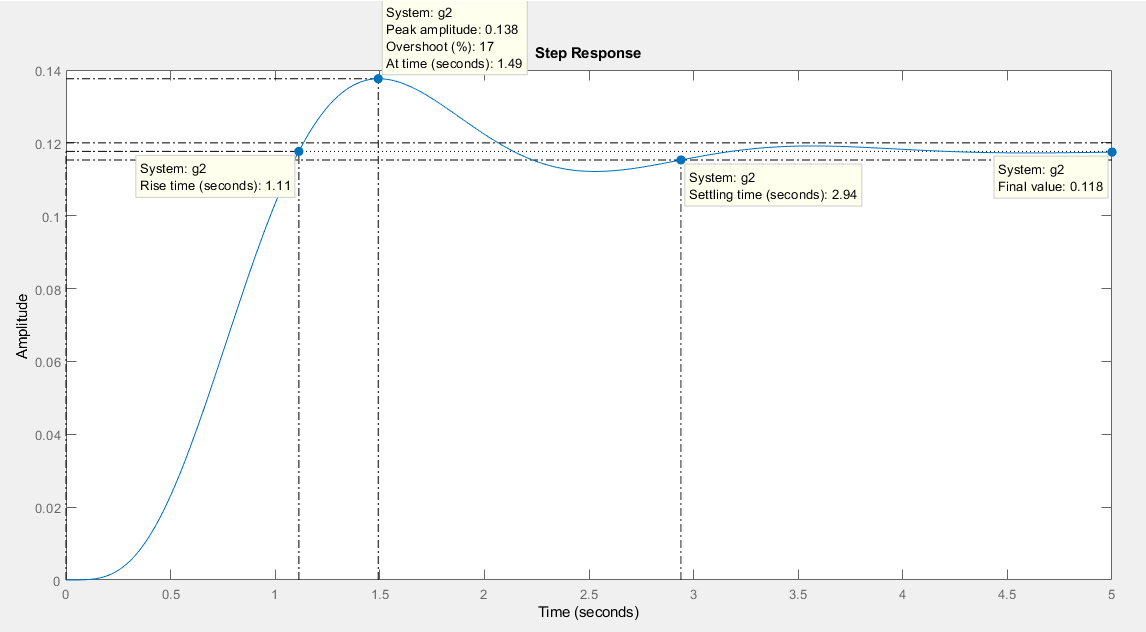 System: g2
Peak amplitude: 0.138
Overshoot (%): 17
At time (seconds): 1.49
Step Response
0.14
0.12
System: g2
Rise time (seconds): 1.11
System: g2
Settling time (seconds): 2.94
System: g2
Final value: 0.118
0.1
0.08
Amplitude
0.06
0.04
0.02
0
0 0.5 1 1.5 2 2.5 3 3.5 4 4.5 5
Time (seconds)